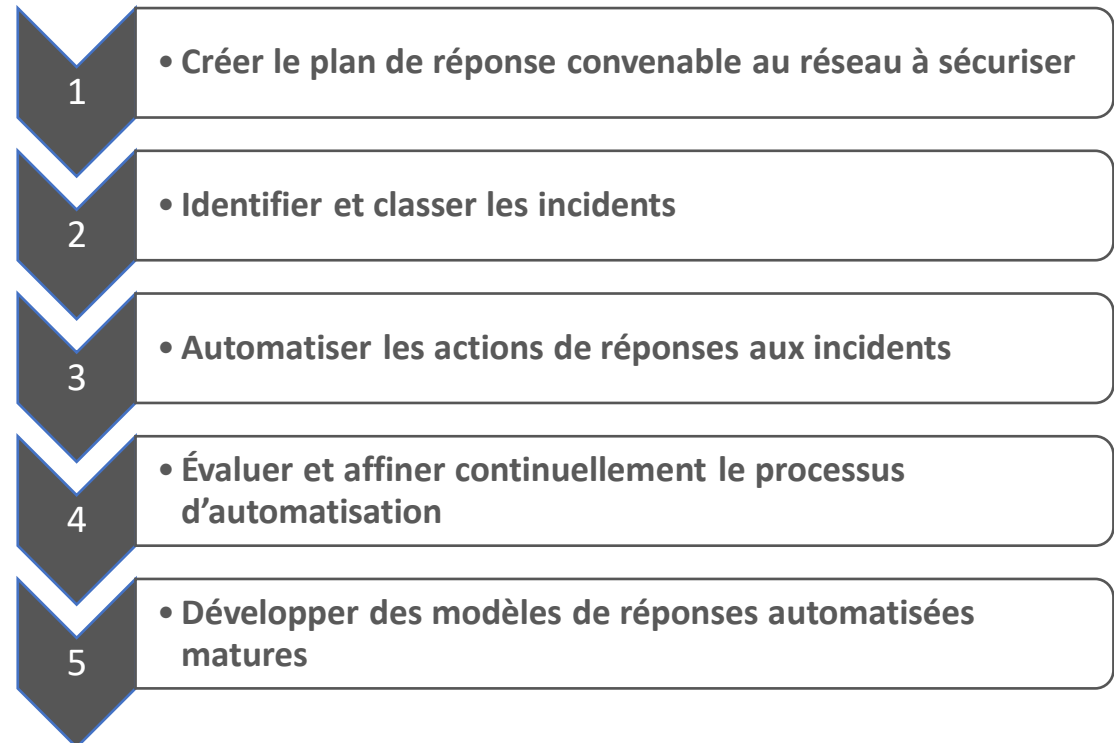 1
• Créer le plan de réponse convenable au réseau à sécuriser
2
• Identifier et classer les incidents
3
• Automatiser les actions de réponses aux incidents
4
• Évaluer et affiner continuellement le processus
d’automatisation
5
• Développer des modèles de réponses automatisées
matures